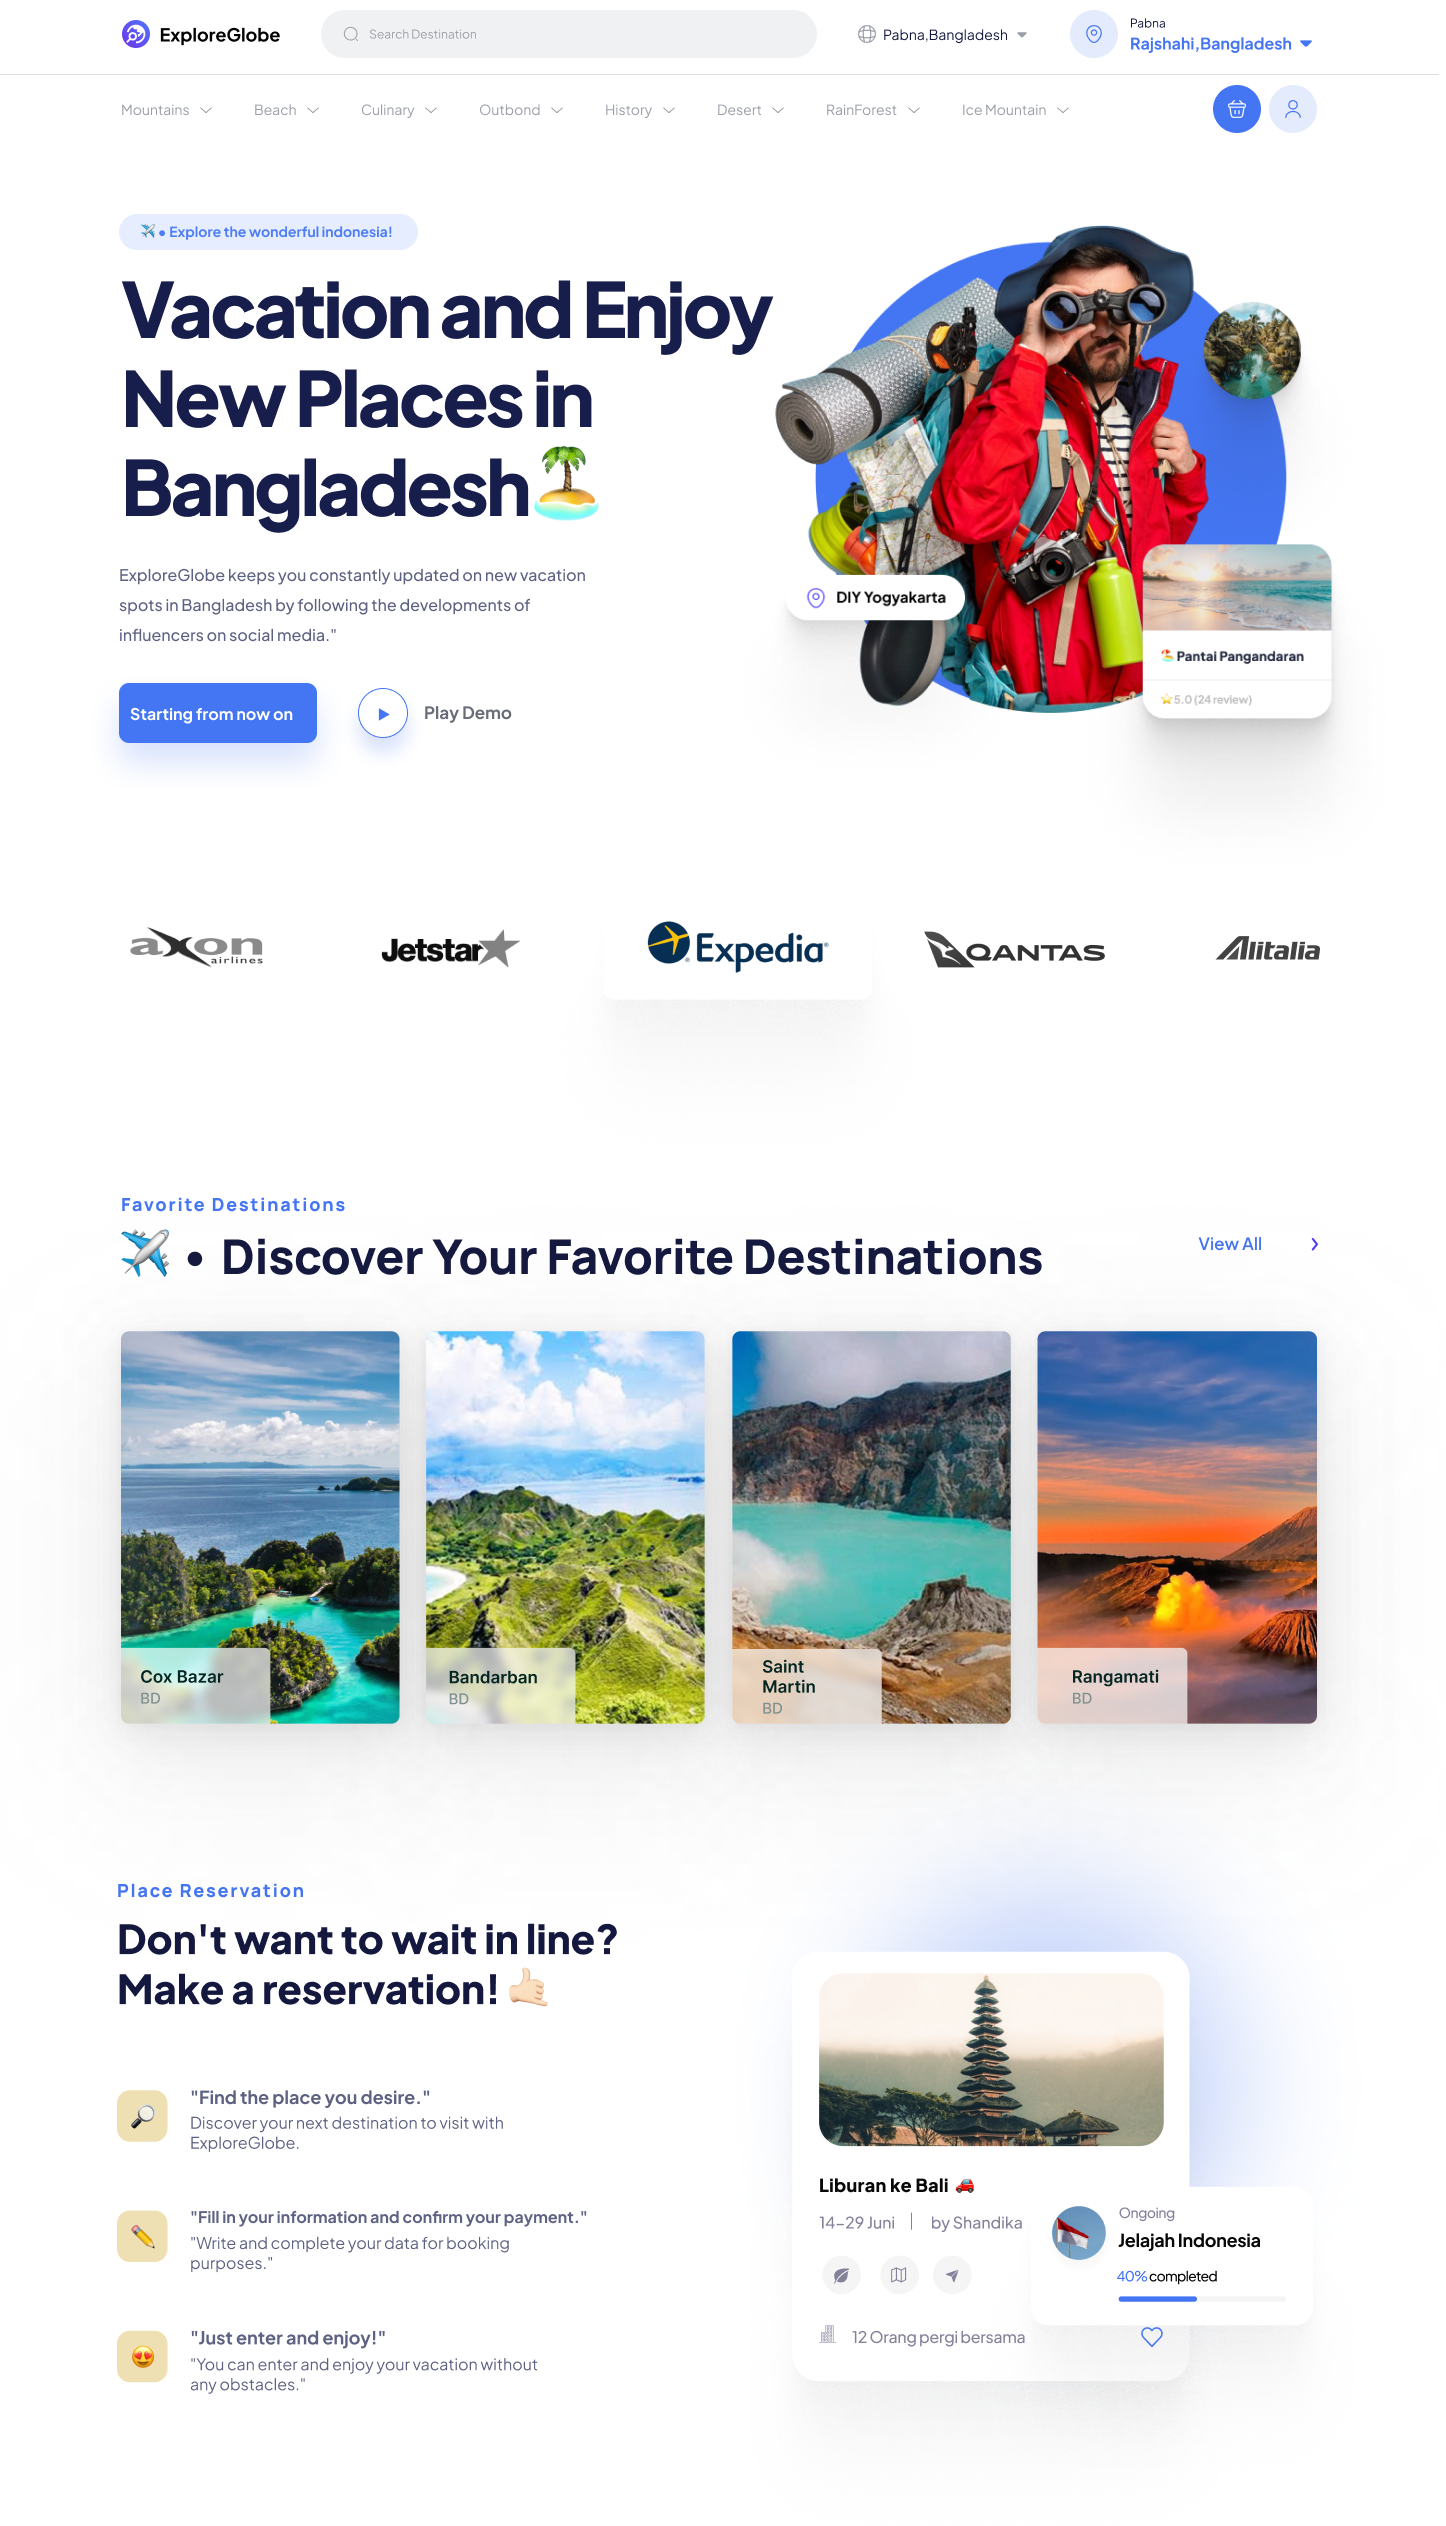 ExploreGlobe
Search Destination
Pabna,Bangladesh
Pabna
Rajshahi,Bangladesh
Mountains
Beach
Culinary
Outbond
History
Desert
RainForest
Ice Mountain
✈️ • Explore the wonderful indonesia!
Vacation and Enjoy
New Places in
Bangladesh🏝️
ExploreGlobe keeps you constantly updated on new vacation
spots in Bangladesh by following the developments of
influencers on social media."
Starting from now on
Play Demo
DIY Yogyakarta
🏖️ Pantai Pangandaran
⭐ 5.0 (24 review)
axon
airlines
Jetstar
Expedia®
QANTAS
Alitalia
Favorite Destinations
✈️ • Discover Your Favorite Destinations
View All
Cox Bazar
BD
Bandarban
BD
Saint
Martin
BD
Rangamati
BD
Place Reservation
Don't want to wait in line?
Make a reservation! 🤙🏻
"Find the place you desire."
Discover your next destination to visit with
ExploreGlobe.
"Fill in your information and confirm your payment."
"Write and complete your data for booking
purposes."
"Just enter and enjoy!"
"You can enter and enjoy your vacation without
any obstacles."
Liburan ke Bali 🚗
14-29 Juni | by Shandika
12 Orang pergi bersama
Ongoing
Jelajah Indonesia
40% completed